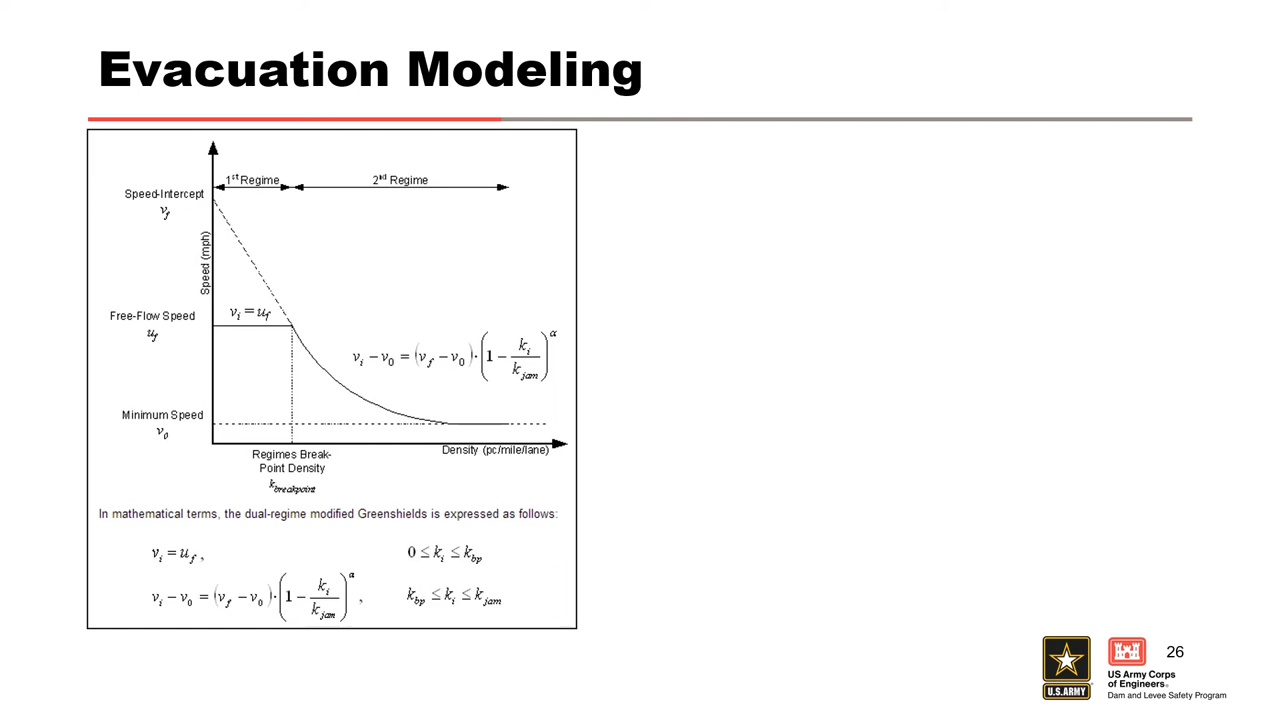 Evacuation Modeling
1st Regime
2nd Regime
Speed-Intercept
vf
Speed (mph)
vi = uf
Free-Flow Speed
uf
vi − v0 = (vf − v0)·(1 − ki/kjam)^α
Minimum Speed
v0
Density (pc/mile/lane)
Regimes Break-
Point Density
kbreakpoint
In mathematical terms, the dual-regime modified Greenshields is expressed as follows:
vi = uf, 0 ≤ ki ≤ kbp
vi − v0 = (vf − v0)·(1 − ki/kjam)^α, kbp ≤ ki ≤ kjam
26
U.S.ARMY
US Army Corps
of Engineers®
Dam and Levee Safety Program